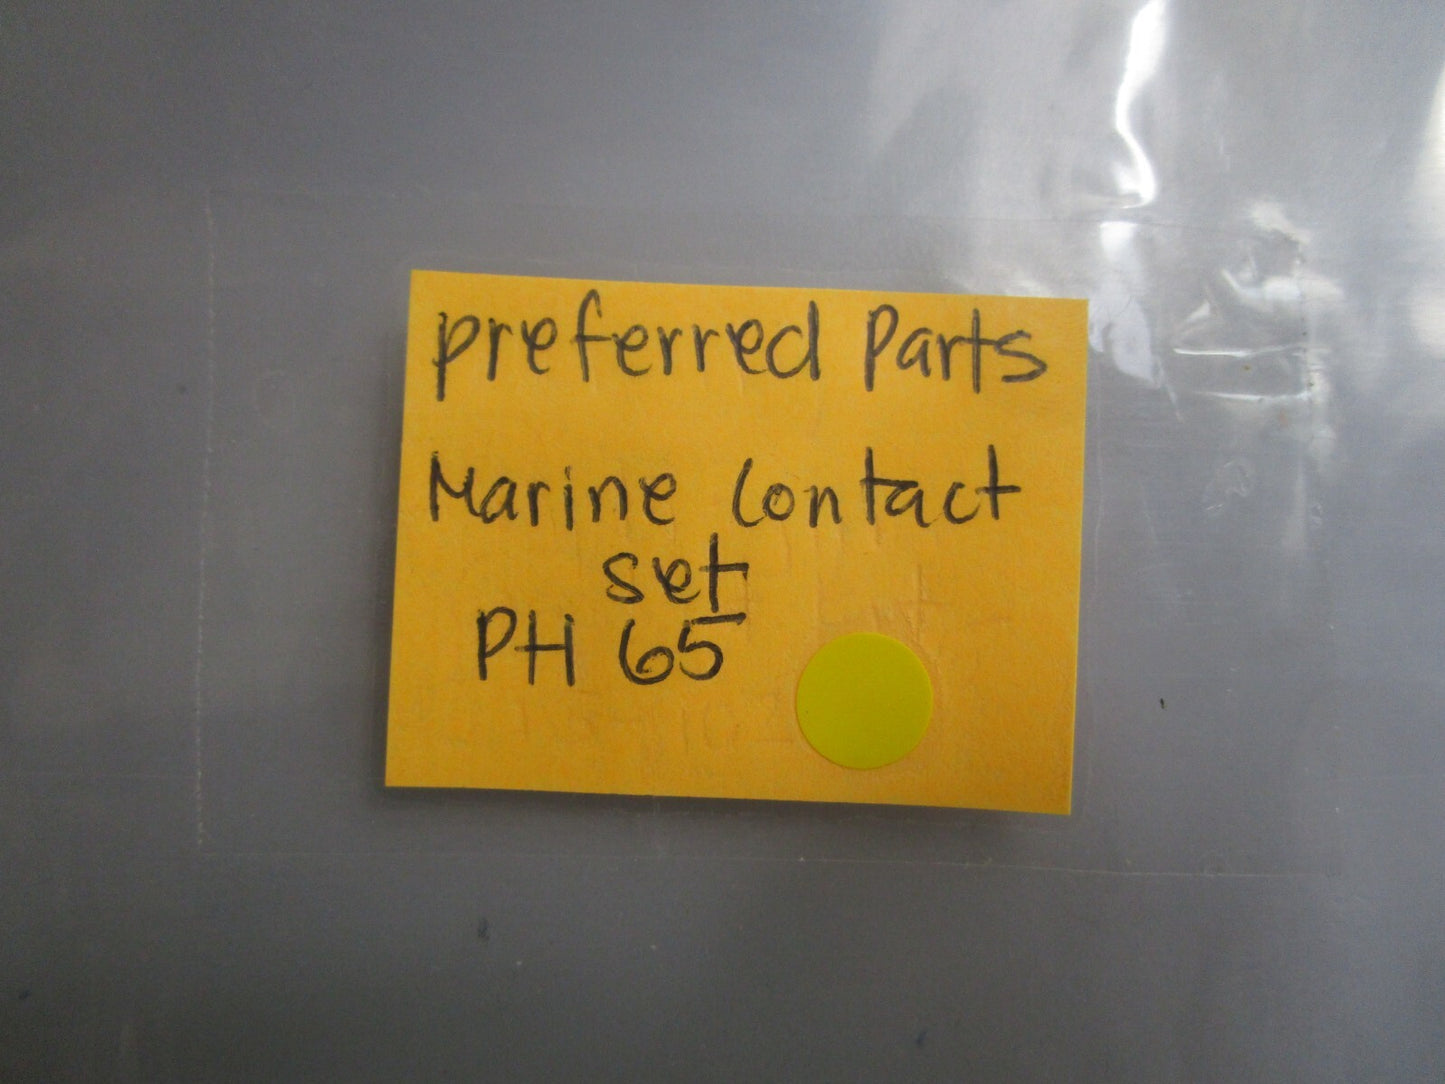 preferred Parts
Marine Contact
set
PH 65